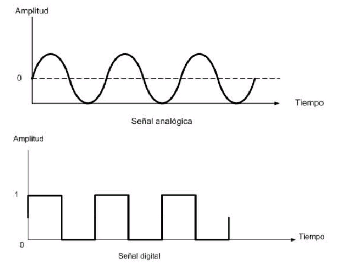 Amplitud
0
Tiempo
Señal analógica
Amplitud
1
Tiempo
0
Señal digital